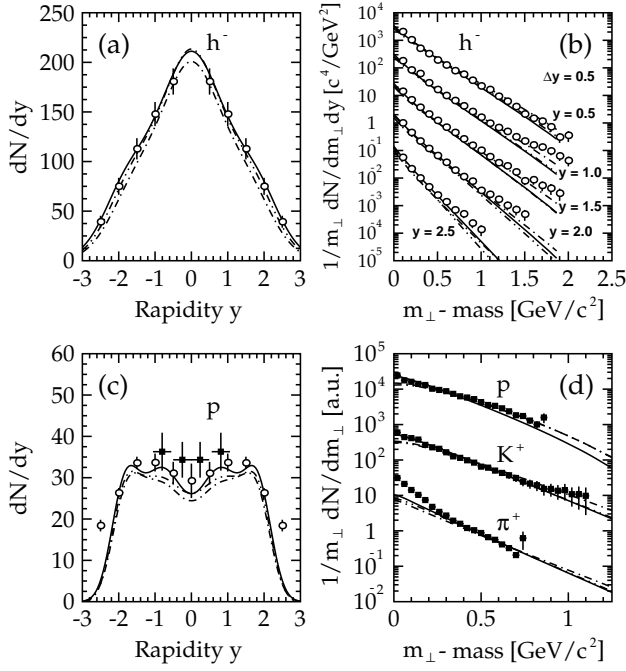 (a)
h⁻
dN/dy
250
200
150
100
50
0
-3 -2 -1 0 1 2 3
Rapidity y
(b)
h⁻
Δy = 0.5
y = 0.5
y = 1.0
y = 1.5
y = 2.0
y = 2.5
1/m⊥ dN/dm⊥dy [c⁴/GeV²]
10⁴
10³
10²
10
1
10⁻¹
10⁻²
10⁻³
10⁻⁴
10⁻⁵
0 0.5 1 1.5 2 2.5
m⊥- mass [GeV/c²]
(c)
p
dN/dy
60
50
40
30
20
10
0
-3 -2 -1 0 1 2 3
Rapidity y
(d)
p
K⁺
π⁺
1/m⊥ dN/dm⊥ [a.u.]
10⁵
10⁴
10³
10²
10
1
10⁻¹
10⁻²
0 0.5 1
m⊥- mass [GeV/c²]